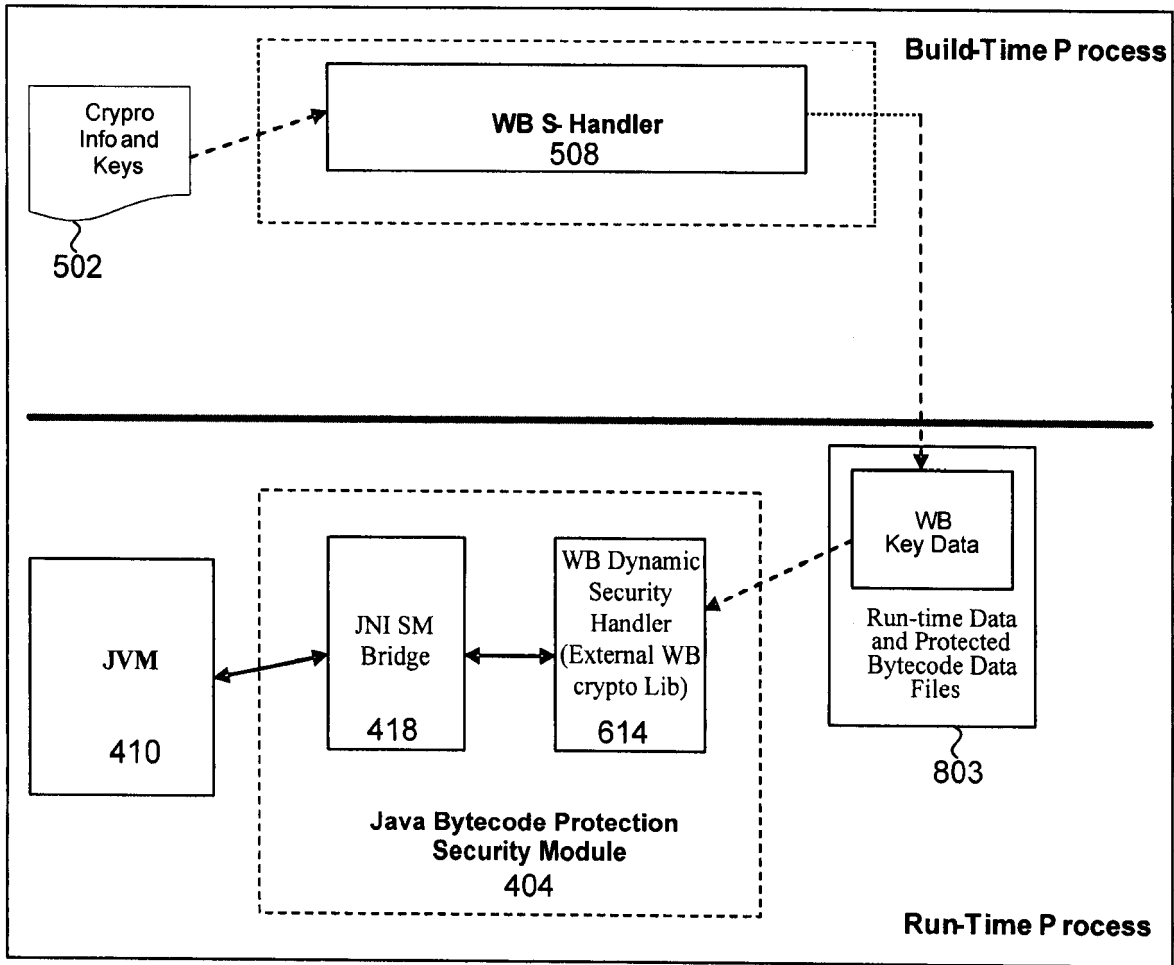 Build-Time Process
Crypro
Info and
Keys
502
WB S-Handler
508
WB
Key Data
Run-time Data
and Protected
Bytecode Data
Files
803
JVM
410
JNI SM
Bridge
418
WB Dynamic
Security
Handler
(External WB
crypto Lib)
614
Java Bytecode Protection
Security Module
404
Run-Time Process